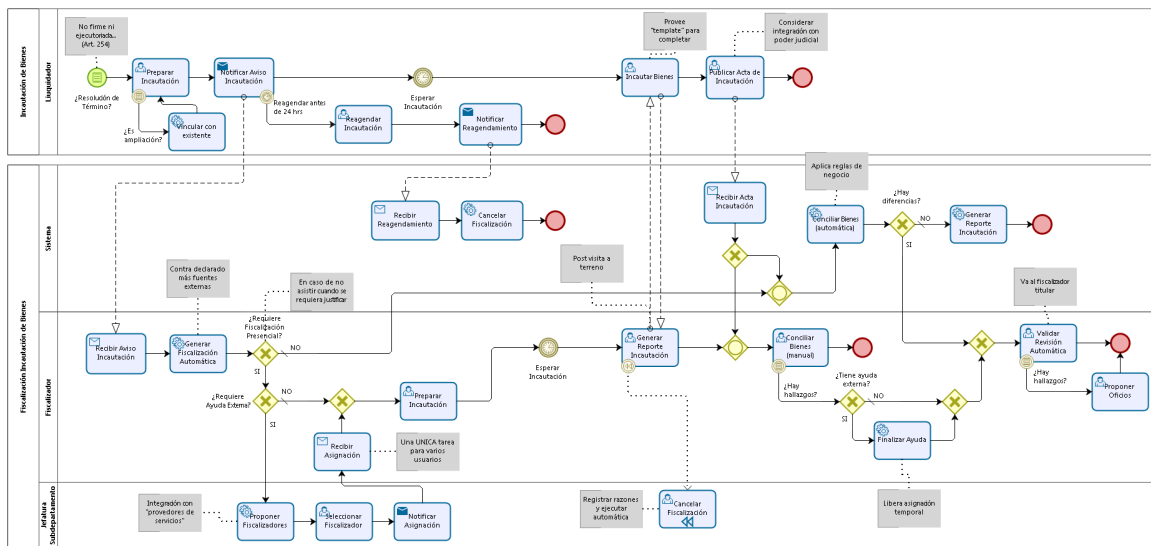 Incautación de Bienes
Liuquidador
No firme ni
ejecutoriada...
(Art. 254)
¿Resolución de
Término?
Preparar
Incautación
¿Es
ampliación?
Vincular con
existente
Notificar Aviso
Incautación
Reagendar antes
de 24 hrs
Reagendar
Incautación
Notificar
Reagendamiento
Esperar
Incautación
Provee
"template" para
completar
Incautar Bienes
Considerar
integración con
poder judicial
Publicar Acta de
Incautación
Fiscalización Incautación de Bienes
Sistema
Recibir
Reagendamiento
Cancelar
Fiscalización
Recibir Acta
Incautación
Aplica reglas de
negocio
Conciliar Bienes
(automática)
¿Hay
diferencias?
NO
SI
Generar
Reporte
Incautación
Contra declarado
más fuentes
externas
En caso de no
asistir cuando se
requiera justificar
Post visita a
terreno
Va al fiscalizador
titular
Fiscalizador
Recibir Aviso
Incautación
Generar
Fiscalización
Automática
¿Requiere
Fiscalización
Presencial?
NO
SI
¿Requiere
Ayuda Externa?
NO
SI
Preparar
Incautación
Esperar
Incautación
Generar
Reporte
Incautación
Conciliar
Bienes
(manual)
¿Hay
hallazgos?
¿Tiene ayuda
externa?
NO
SI
Finalizar Ayuda
Validar
Revisión
Automática
¿Hay
hallazgos?
Proponer
Oficios
Recibir
Asignación
Una UNICA tarea
para varios
usuarios
Jefatura
Subdepartamento
Integración con
"provedores de
servicios"
Proponer
Fiscalizadores
Seleccionar
Fiscalizador
Notificar
Asignación
Registrar razones
y ejecutar
automática
Cancelar
Fiscalización
Libera asignación
temporal